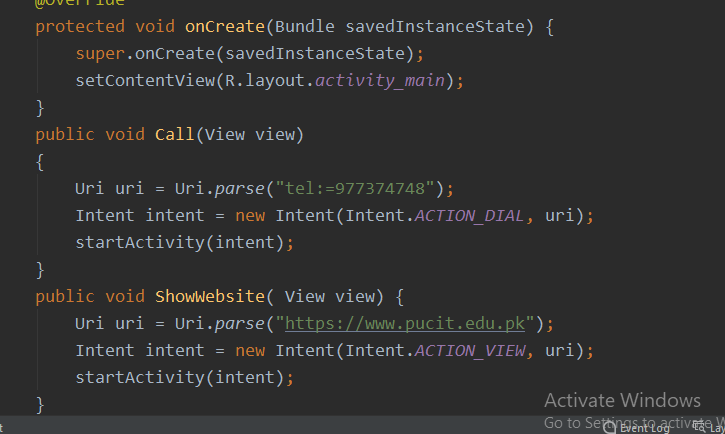 @Override
protected void onCreate(Bundle savedInstanceState) {
super.onCreate(savedInstanceState);
setContentView(R.layout.activity_main);
}
public void Call(View view)
{
Uri uri = Uri.parse("tel:=977374748");
Intent intent = new Intent(Intent.ACTION_DIAL, uri);
startActivity(intent);
}
public void ShowWebsite( View view) {
Uri uri = Uri.parse("https://www.pucit.edu.pk");
Intent intent = new Intent(Intent.ACTION_VIEW, uri);
startActivity(intent);
}
Activate Windows
Go to Settings to activate W
t Event Log Lay